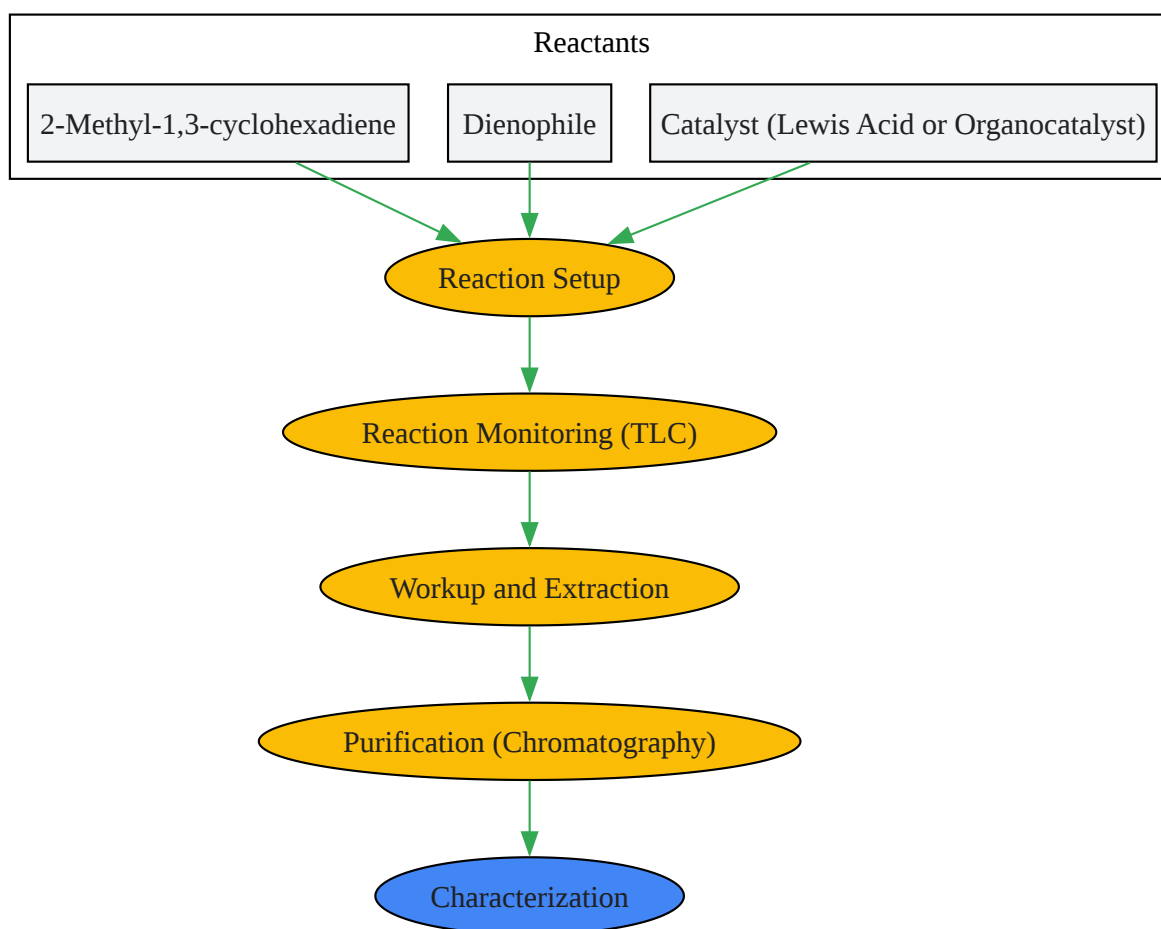 Reactants
2-Methyl-1,3-cyclohexadiene
Dienophile
Catalyst (Lewis Acid or Organocatalyst)
Reaction Setup
Reaction Monitoring (TLC)
Workup and Extraction
Purification (Chromatography)
Characterization